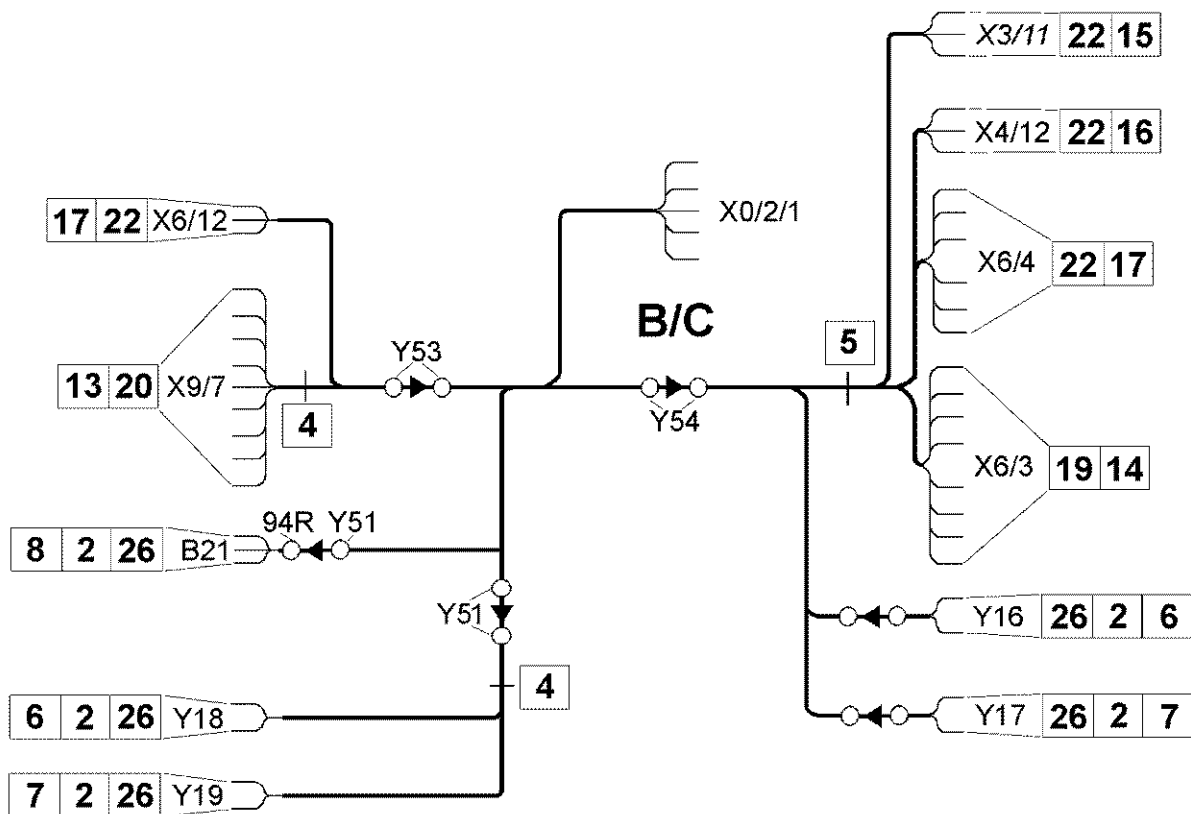 X3/11 22 15
X4/12 22 16
17 22 X6/12
X0/2/1
X6/4 22 17
B/C
5
Y53
13 20 X9/7
4
Y54
X6/3 19 14
94R Y51
8 2 26 B21
Y51
Y16 26 2 6
4
6 2 26 Y18
Y17 26 2 7
7 2 26 Y19